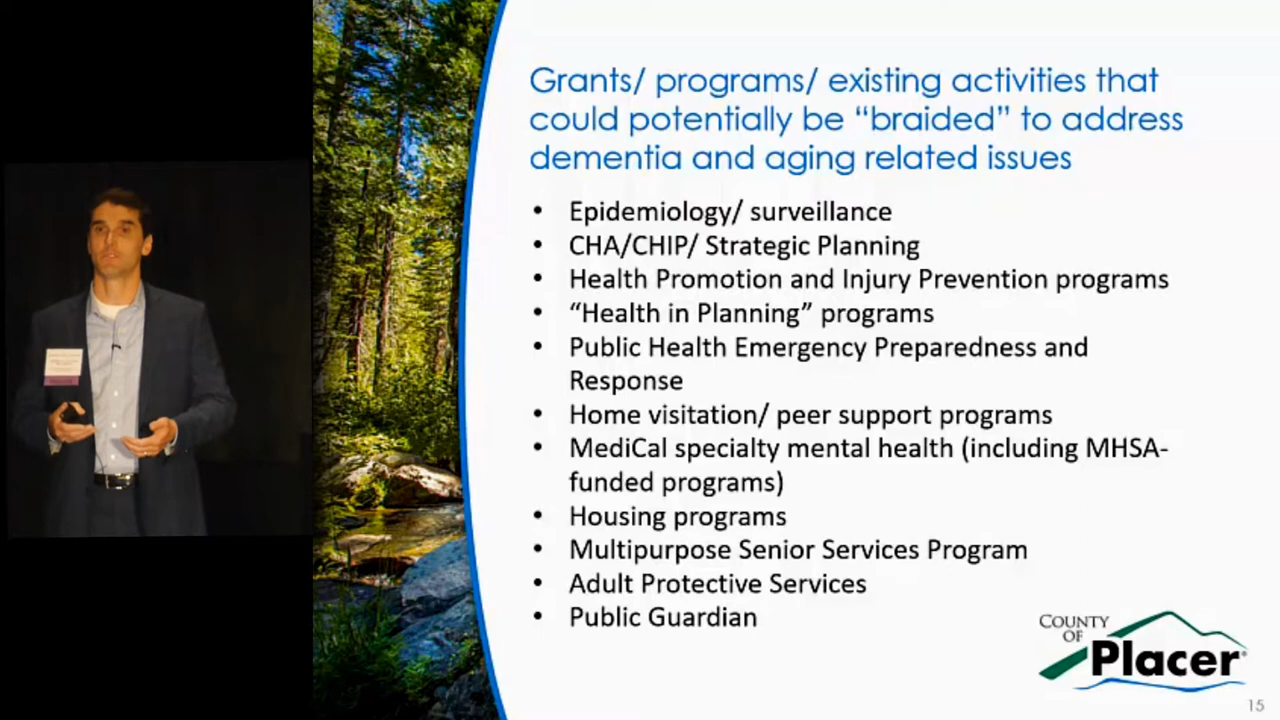 Grants/ programs/ existing activities that
could potentially be “braided” to address
dementia and aging related issues
• Epidemiology/ surveillance
• CHA/CHIP/ Strategic Planning
• Health Promotion and Injury Prevention programs
• “Health in Planning” programs
• Public Health Emergency Preparedness and
Response
• Home visitation/ peer support programs
• MediCal specialty mental health (including MHSA-
funded programs)
• Housing programs
• Multipurpose Senior Services Program
• Adult Protective Services
• Public Guardian
COUNTY
OF
Placer®
15